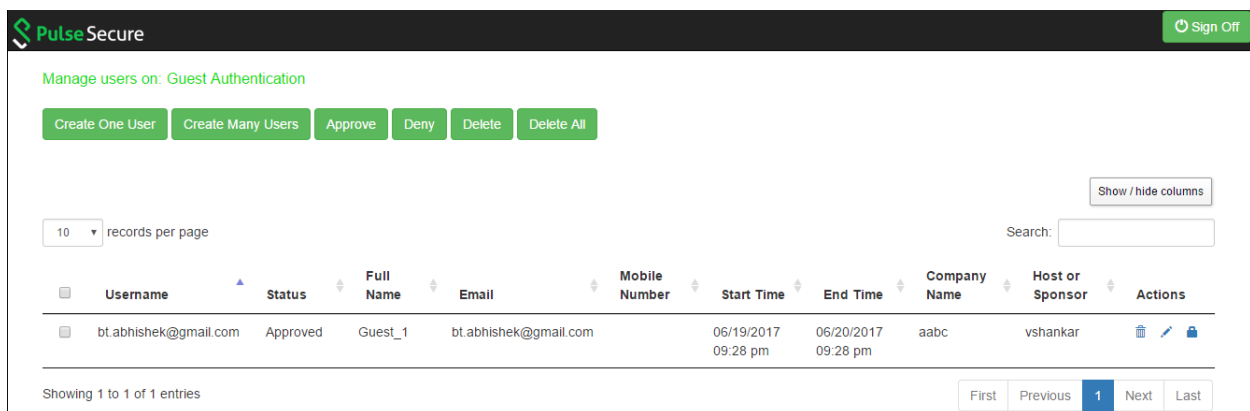 Pulse Secure
Sign Off
Manage users on: Guest Authentication
Create One User Create Many Users Approve Deny Delete Delete All
Show / hide columns
10 records per page Search:
Username Status Full Name Email Mobile Number Start Time End Time Company Name Host or Sponsor Actions
bt.abhishek@gmail.com Approved Guest_1 bt.abhishek@gmail.com 06/19/2017 09:28 pm 06/20/2017 09:28 pm aabc vshankar
Showing 1 to 1 of 1 entries First Previous 1 Next Last